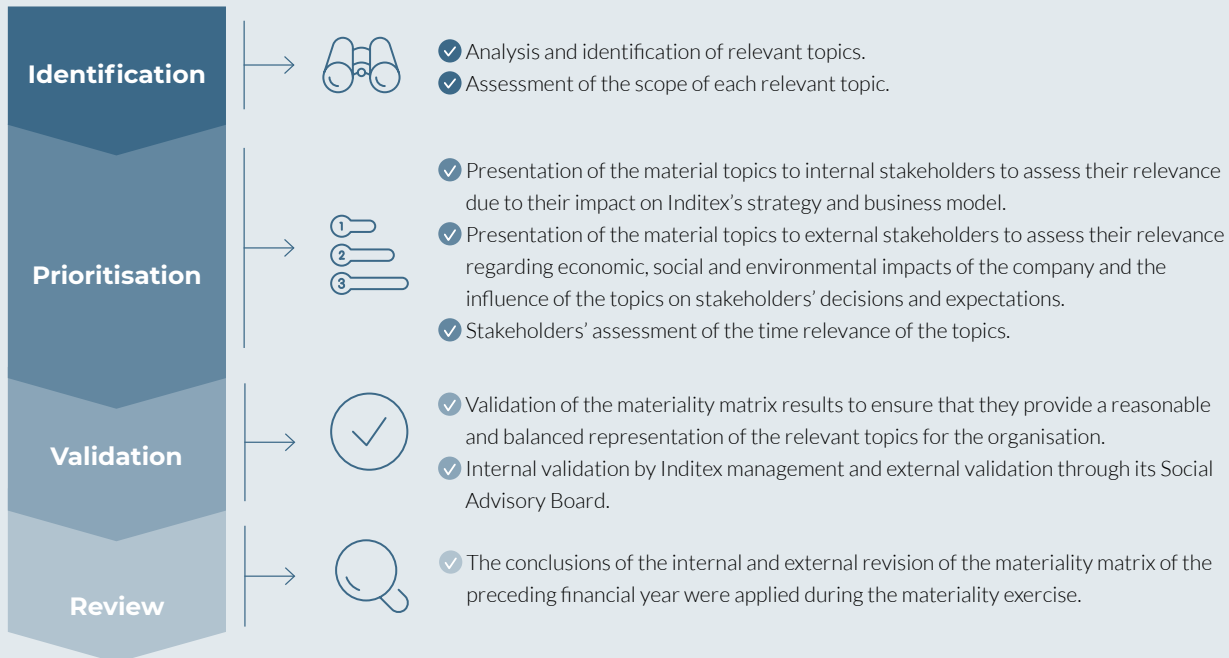 Identification
Analysis and identification of relevant topics.
Assessment of the scope of each relevant topic.
Prioritisation
1
2
3
Presentation of the material topics to internal stakeholders to assess their relevance
due to their impact on Inditex’s strategy and business model.
Presentation of the material topics to external stakeholders to assess their relevance
regarding economic, social and environmental impacts of the company and the
influence of the topics on stakeholders’ decisions and expectations.
Stakeholders’ assessment of the time relevance of the topics.
Validation
Validation of the materiality matrix results to ensure that they provide a reasonable
and balanced representation of the relevant topics for the organisation.
Internal validation by Inditex management and external validation through its Social
Advisory Board.
Review
The conclusions of the internal and external revision of the materiality matrix of the
preceding financial year were applied during the materiality exercise.